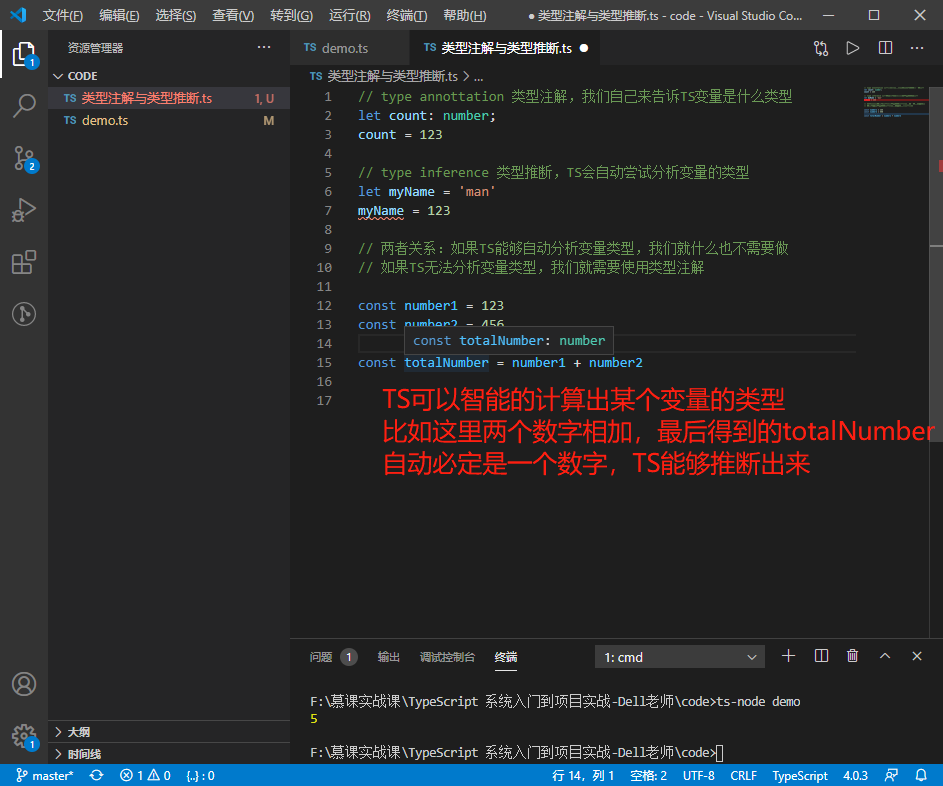 文件(F) 编辑(E) 选择(S) 查看(V) 转到(G) 运行(R) 终端(T) 帮助(H) ● 类型注解与类型推断.ts - code - Visual Studio Co...
资源管理器 ···
TS demo.ts TS 类型注解与类型推断.ts ●
CODE
TS 类型注解与类型推断.ts 1, U
TS demo.ts M
TS 类型注解与类型推断.ts > ...
1 // type annottation 类型注解，我们自己来告诉TS变量是什么类型
2 let count: number;
3 count = 123
4
5 // type inference 类型推断，TS会自动尝试分析变量的类型
6 let myName = 'man'
7 myName = 123
8
9 // 两者关系：如果TS能够自动分析变量类型，我们就什么也不需要做
10 // 如果TS无法分析变量类型，我们就需要使用类型注解
11
12 const number1 = 123
13 const number2 = 456
14
const totalNumber: number
15 const totalNumber = number1 + number2
16
17
TS可以智能的计算出某个变量的类型
比如这里两个数字相加，最后得到的totalNumber
自动必定是一个数字，TS能够推断出来
1
2
1
问题 1 输出 调试控制台 终端 1: cmd
F:\慕课实战课\TypeScript 系统入门到项目实战-Dell老师\code>ts-node demo
5
F:\慕课实战课\TypeScript 系统入门到项目实战-Dell老师\code>
大纲
时间线
master* 1 0 {..} : 0 行 14，列 1 空格: 2 UTF-8 CRLF TypeScript 4.0.3